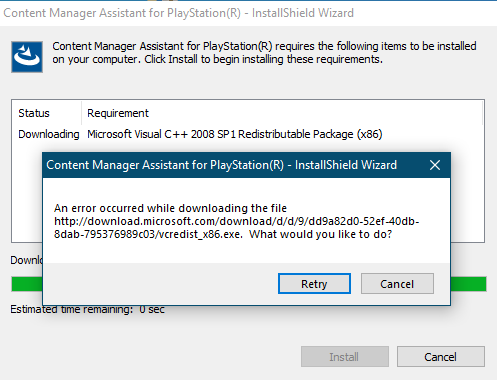 Content Manager Assistant for PlayStation(R) - InstallShield Wizard
Content Manager Assistant for PlayStation(R) requires the following items to be installed
on your computer. Click Install to begin installing these requirements.
Status Requirement
Downloading Microsoft Visual C++ 2008 SP1 Redistributable Package (x86)
Content Manager Assistant for PlayStation(R) - InstallShield Wizard
An error occurred while downloading the file
http://download.microsoft.com/download/d/d/9/dd9a82d0-52ef-40db-
8dab-795376989c03/vcredist_x86.exe. What would you like to do?
Retry Cancel
Downlo
Estimated time remaining: 0 sec
Install Cancel